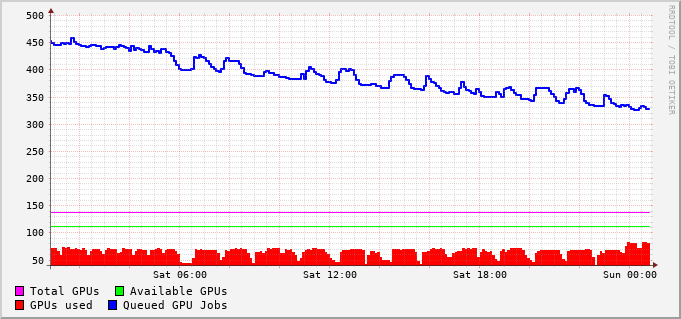 500
450
400
350
300
250
200
150
100
50
Sat 06:00 Sat 12:00 Sat 18:00 Sun 00:00
Total GPUs Available GPUs
GPUs used Queued GPU Jobs
RRDTOOL / TOBI OETIKER